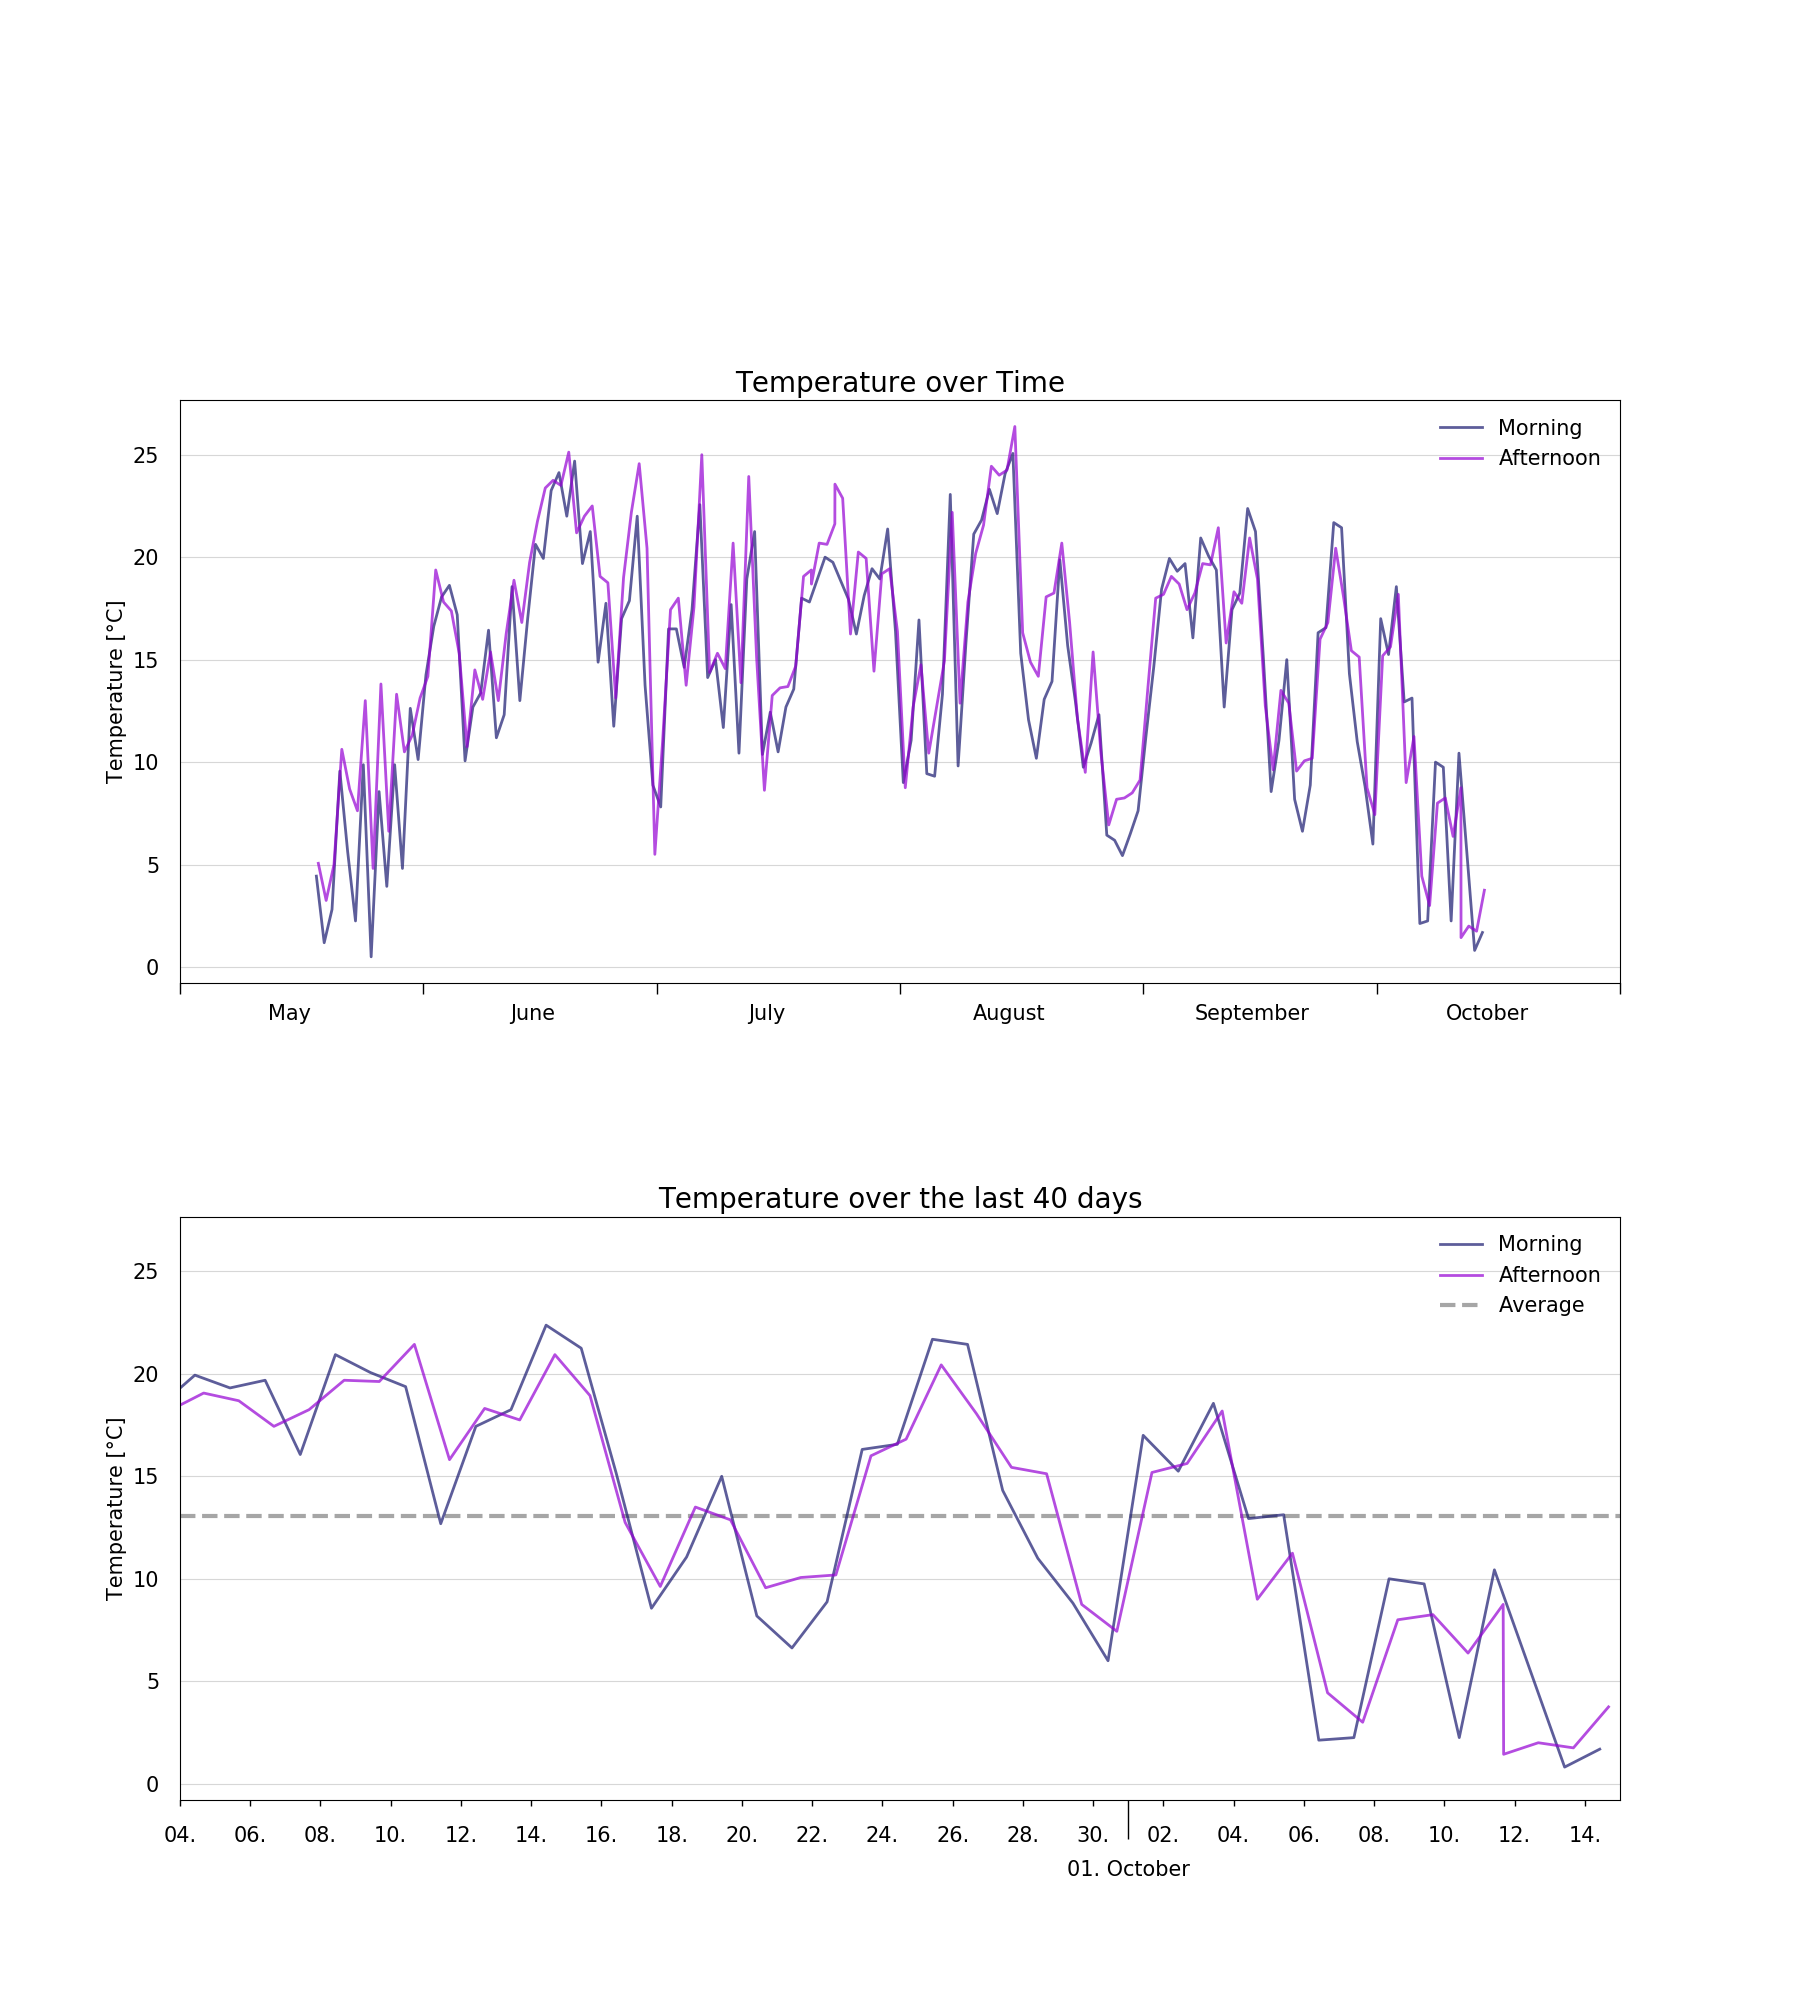 Temperature over Time
Morning
Afternoon
Temperature [°C]
25
20
15
10
5
0
May June July August September October
Temperature over the last 40 days
Morning
Afternoon
Average
Temperature [°C]
25
20
15
10
5
0
04. 06. 08. 10. 12. 14. 16. 18. 20. 22. 24. 26. 28. 30. 02. 04. 06. 08. 10. 12. 14.
01. October